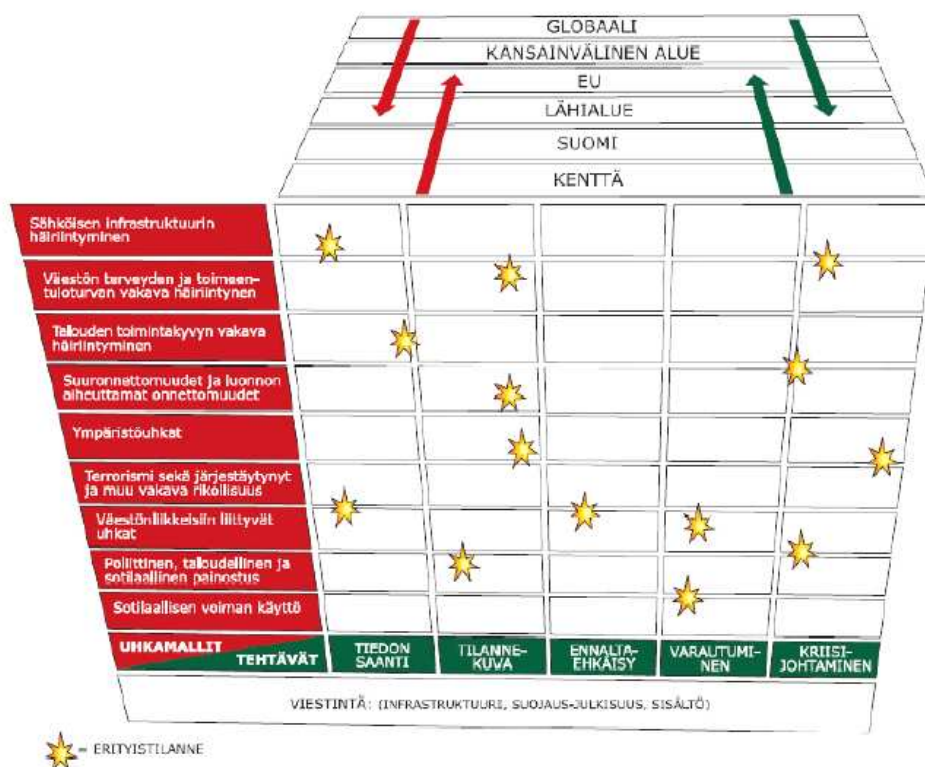 GLOBAALI
KANSAINVÄLINEN ALUE
EU
LÄHIALUE
SUOMI
KENTTÄ
Sähköisen infrastruktuurin
häiriintyminen
Väestön terveyden ja toimeen-
tuloturvan vakava häiriintynen
Talouden toimintakyvyn vakava
häiriintyminen
Suuronnettomuudet ja luonnon
aiheuttamat onnettomuudet
Ympäristöuhkat
Terrorismi sekä järjestäytynyt
ja muu vakava rikollisuus
Väestönliikkeisiin liittyvät
uhkat
Poliittinen, taloudellinen ja
sotilaallinen painostus
Sotilaallisen voiman käyttö
UHKAMALLIT
TEHTÄVÄT
TIEDON
SAANTI
TILANNE-
KUVA
ENNALTA-
EHKÄISY
VARAUTUMI-
NEN
KRIISI-
JOHTAMINEN
VIESTINTÄ: (INFRASTRUKTUURI, SUOJAUS-JULKISUUS, SISÄLTÖ)
= ERITYISTILANNE